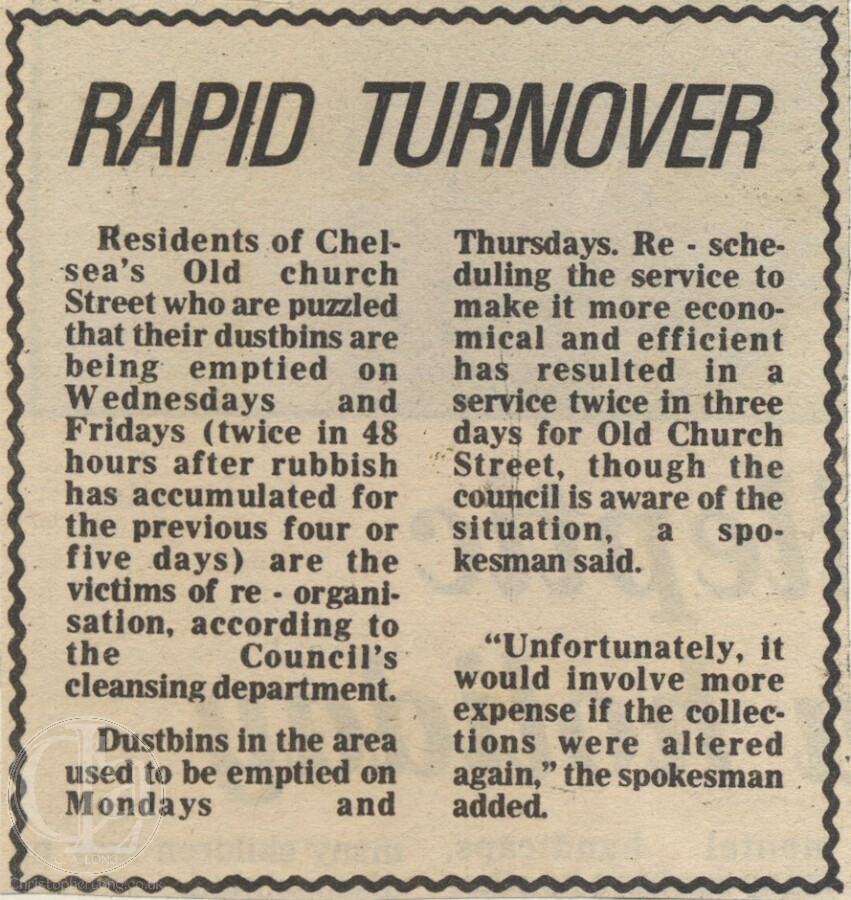 RAPID TURNOVER
Residents of Chel-
sea's Old church
Street who are puzzled
that their dustbins are
being emptied on
Wednesdays and
Fridays (twice in 48
hours after rubbish
has accumulated for
the previous four or
five days) are the
victims of re - organi-
sation, according to
the Council's
cleansing department.
Dustbins in the area
used to be emptied on
Mondays and
Thursdays. Re - sche-
duling the service to
make it more econo-
mical and efficient
has resulted in a
service twice in three
days for Old Church
Street, though the
council is aware of the
situation, a spo-
kesman said.
"Unfortunately, it
would involve more
expense if the collec-
tions were altered
again," the spokesman
added.